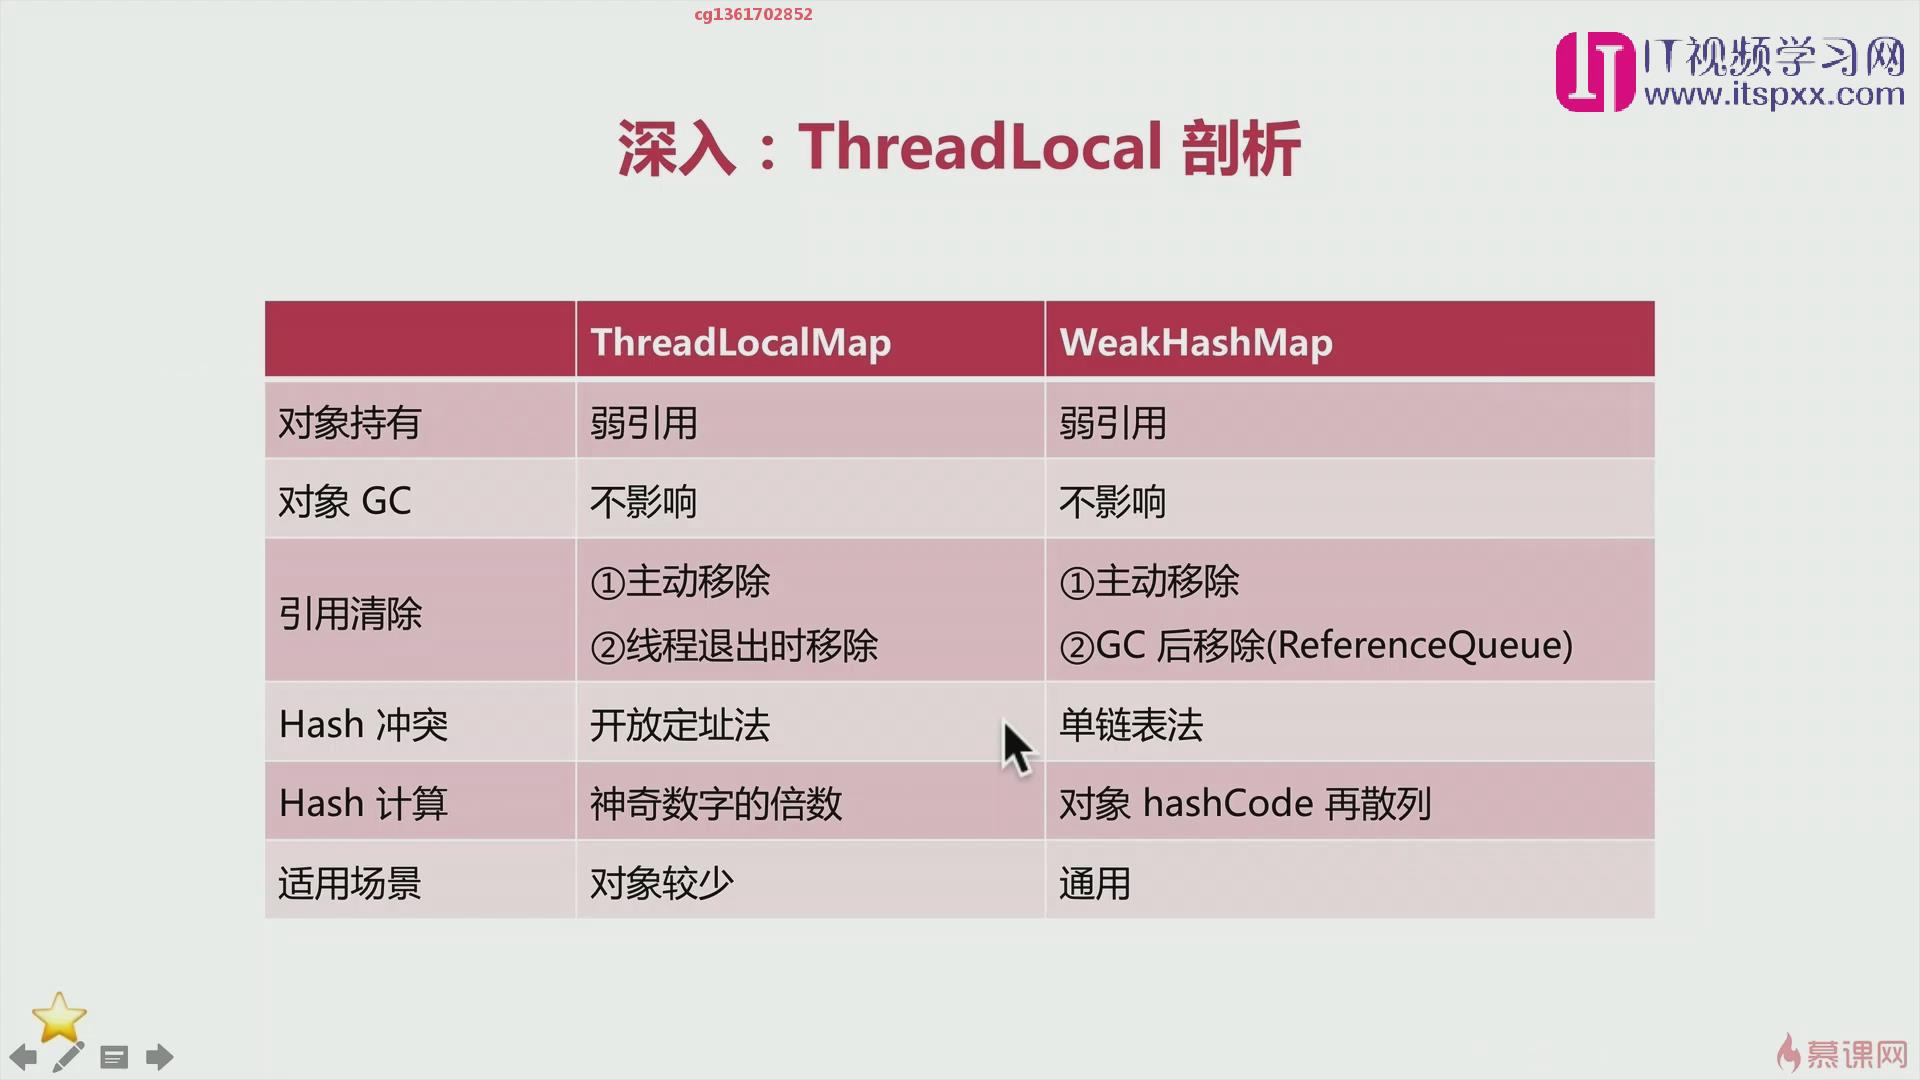 cg1361702852
IT视频学习网
www.itspxx.com
深入：ThreadLocal 剖析
ThreadLocalMap WeakHashMap
对象持有 弱引用 弱引用
对象 GC 不影响 不影响
引用清除 ①主动移除 ①主动移除
②线程退出时移除 ②GC 后移除(ReferenceQueue)
Hash 冲突 开放定址法 单链表法
Hash 计算 神奇数字的倍数 对象 hashCode 再散列
适用场景 对象较少 通用
慕课网